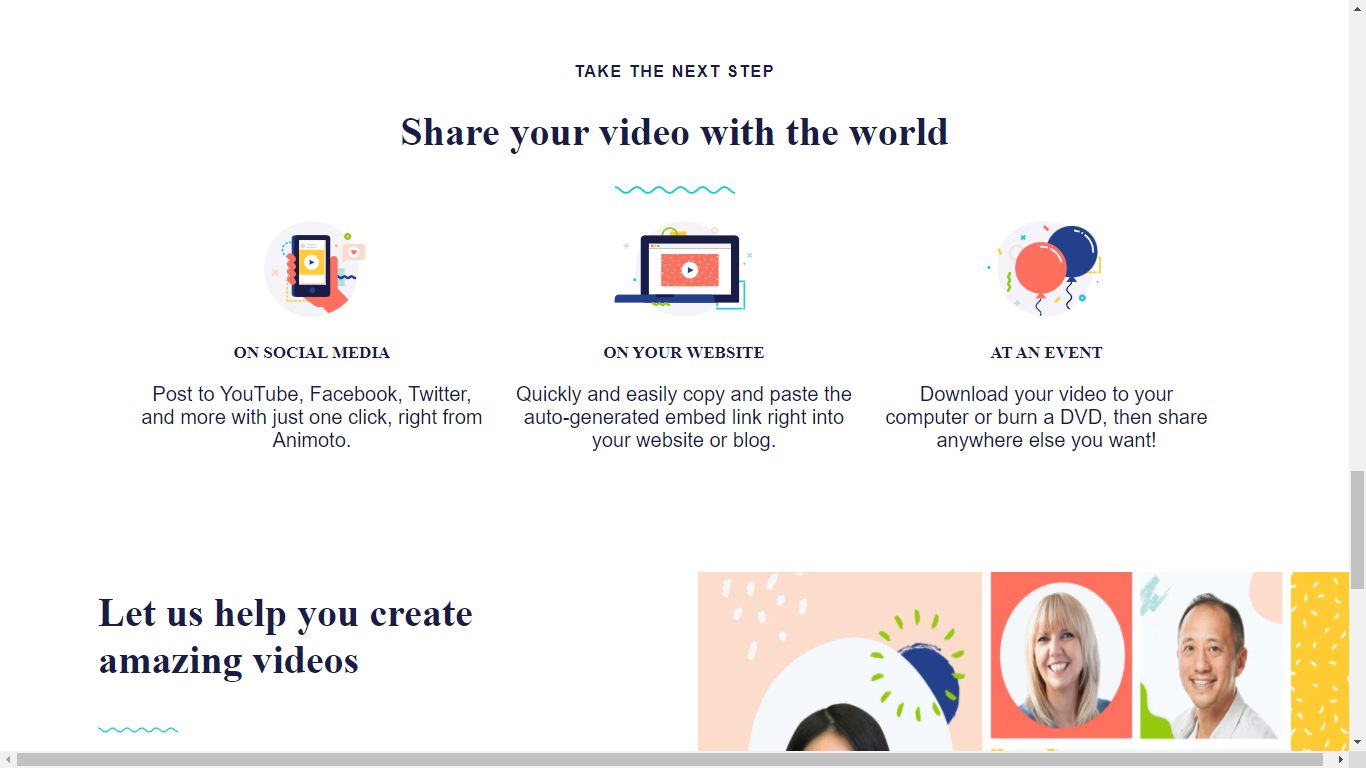 TAKE THE NEXT STEP
Share your video with the world
ON SOCIAL MEDIA
Post to YouTube, Facebook, Twitter,
and more with just one click, right from
Animoto.
ON YOUR WEBSITE
Quickly and easily copy and paste the
auto-generated embed link right into
your website or blog.
AT AN EVENT
Download your video to your
computer or burn a DVD, then share
anywhere else you want!
Let us help you create
amazing videos